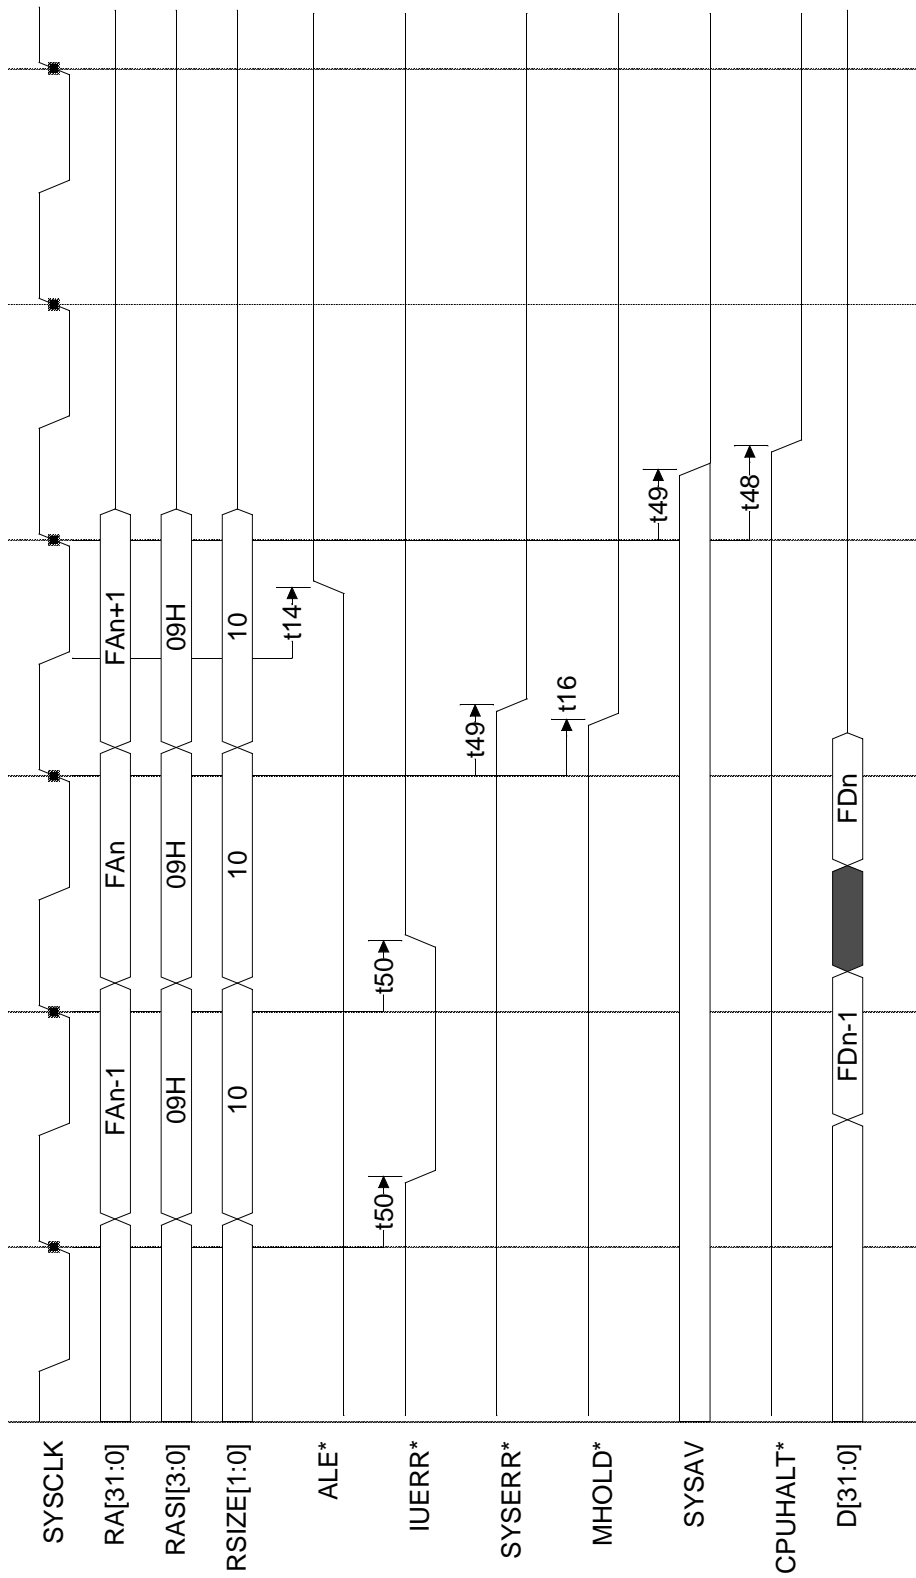 SYSCLK
RA[31:0]
FAn-1
FAn
FAn+1
RASI[3:0]
09H
09H
09H
RSIZE[1:0]
10
10
10
ALE*
t14
IUERR*
t50
t50
SYSERR*
t49
MHOLD*
t16
SYSAV
t49
CPUHALT*
t48
D[31:0]
FDn-1
FDn